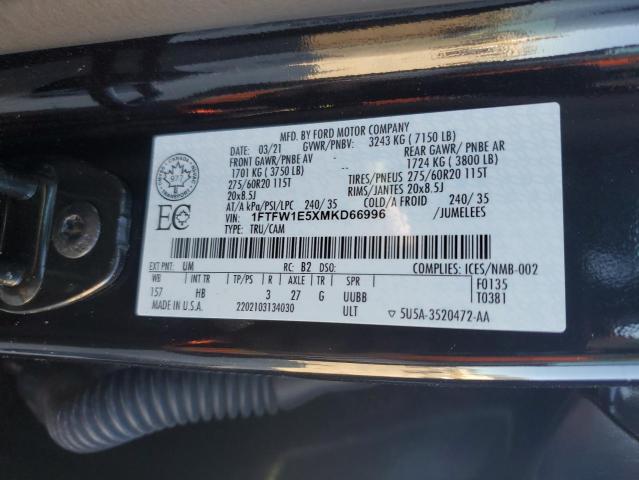 MFD. BY FORD MOTOR COMPANY
DATE: 03/21 GVWR/PNBV: 3243 KG ( 7150 LB)
FRONT GAWR/PNBE AV REAR GAWR/ PNBE AR
1701 KG ( 3750 LB) 1724 KG ( 3800 LB)
275/60R20 115T TIRES/PNEUS 275/60R20 115T
20x8.5J RIMS/JANTES 20x8.5J
AT/A kPa/PSI/LPC 240/ 35 COLD/A FROID 240/ 35
VIN: 1FTFW1E5XMKD66996 /JUMELEES
TYPE: TRU/CAM
EC
EXT PNT: UM RC: B2 DSO: COMPLIES: ICES/NMB-002
WB INT TR TP/PS R AXLE TR SPR F0135
157 HB 3 27 G UUBB T0381
MADE IN U.S.A. 2202103134030 ULT 5U5A-3520472-AA